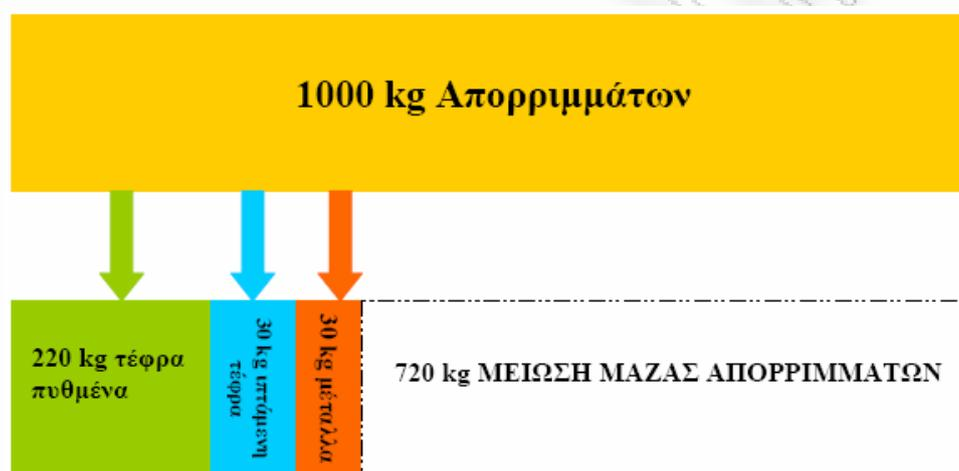 1000 kg Απορριμμάτων
220 kg τέφρα
πυθμένα
30 kg ιπτάμενη
τέφρα
30 kg μέταλλα
720 kg ΜΕΙΩΣΗ ΜΑΖΑΣ ΑΠΟΡΡΙΜΜΑΤΩΝ